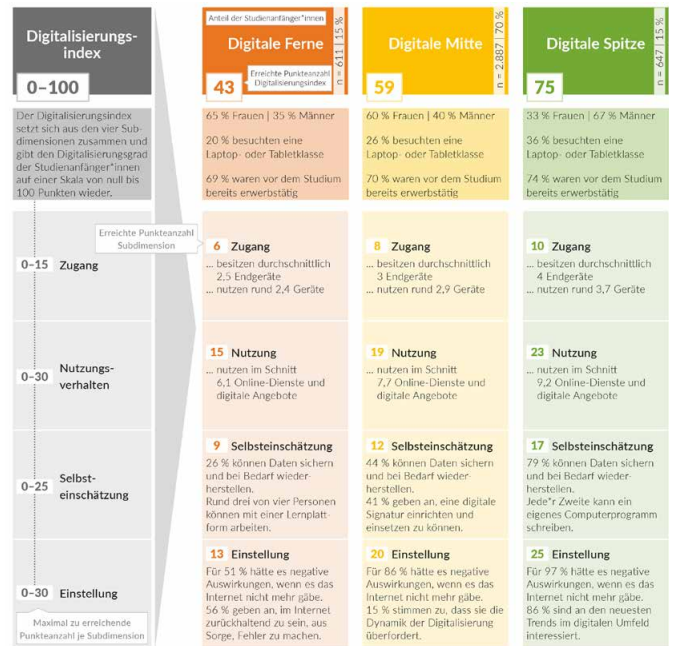 Digitalisierungs-
index
0–100
Der Digitalisierungsindex
setzt sich aus den vier Sub-
dimensionen zusammen und
gibt den Digitalisierungsgrad
der Studienanfänger*innen
auf einer Skala von null bis
100 Punkten wieder.
0–15 Zugang
0–30 Nutzungs-
verhalten
0–25 Selbst-
einschätzung
0–30 Einstellung
Maximal zu erreichende
Punkteanzahl je Subdimension
Erreichte Punkteanzahl
Subdimension
Anteil der Studienanfänger*innen
Digitale Ferne
n = 611 | 15 %
43
Erreichte Punkteanzahl
Digitalisierungsindex
65 % Frauen | 35 % Männer
20 % besuchten eine
Laptop- oder Tabletklasse
69 % waren vor dem Studium
bereits erwerbstätig
6 Zugang
... besitzen durchschnittlich
2,5 Endgeräte
... nutzen rund 2,4 Geräte
15 Nutzung
... nutzen im Schnitt
6,1 Online-Dienste und
digitale Angebote
9 Selbsteinschätzung
26 % können Daten sichern
und bei Bedarf wieder-
herstellen.
Rund drei von vier Personen
können mit einer Lernplatt-
form arbeiten.
13 Einstellung
Für 51 % hätte es negative
Auswirkungen, wenn es das
Internet nicht mehr gäbe.
56 % geben an, im Internet
zurückhaltend zu sein, aus
Sorge, Fehler zu machen.
Digitale Mitte
n = 2.887 | 70 %
59
60 % Frauen | 40 % Männer
26 % besuchten eine
Laptop- oder Tabletklasse
70 % waren vor dem Studium
bereits erwerbstätig
8 Zugang
... besitzen durchschnittlich
3 Endgeräte
... nutzen rund 2,9 Geräte
19 Nutzung
... nutzen im Schnitt
7,7 Online-Dienste und
digitale Angebote
12 Selbsteinschätzung
44 % können Daten sichern
und bei Bedarf wieder-
herstellen.
41 % geben an, eine digitale
Signatur einrichten und
einsetzen zu können.
20 Einstellung
Für 86 % hätte es negative
Auswirkungen, wenn es das
Internet nicht mehr gäbe.
15 % stimmen zu, dass sie die
Dynamik der Digitalisierung
überfordert.
Digitale Spitze
n = 647 | 15 %
75
33 % Frauen | 67 % Männer
36 % besuchten eine
Laptop- oder Tabletklasse
74 % waren vor dem Studium
bereits erwerbstätig
10 Zugang
... besitzen durchschnittlich
4 Endgeräte
... nutzen rund 3,7 Geräte
23 Nutzung
... nutzen im Schnitt
9,2 Online-Dienste und
digitale Angebote
17 Selbsteinschätzung
79 % können Daten sichern
und bei Bedarf wieder-
herstellen.
Jede*r Zweite kann ein
eigenes Computerprogramm
schreiben.
25 Einstellung
Für 97 % hätte es negative
Auswirkungen, wenn es das
Internet nicht mehr gäbe.
86 % sind an den neuesten
Trends im digitalen Umfeld
interessiert.